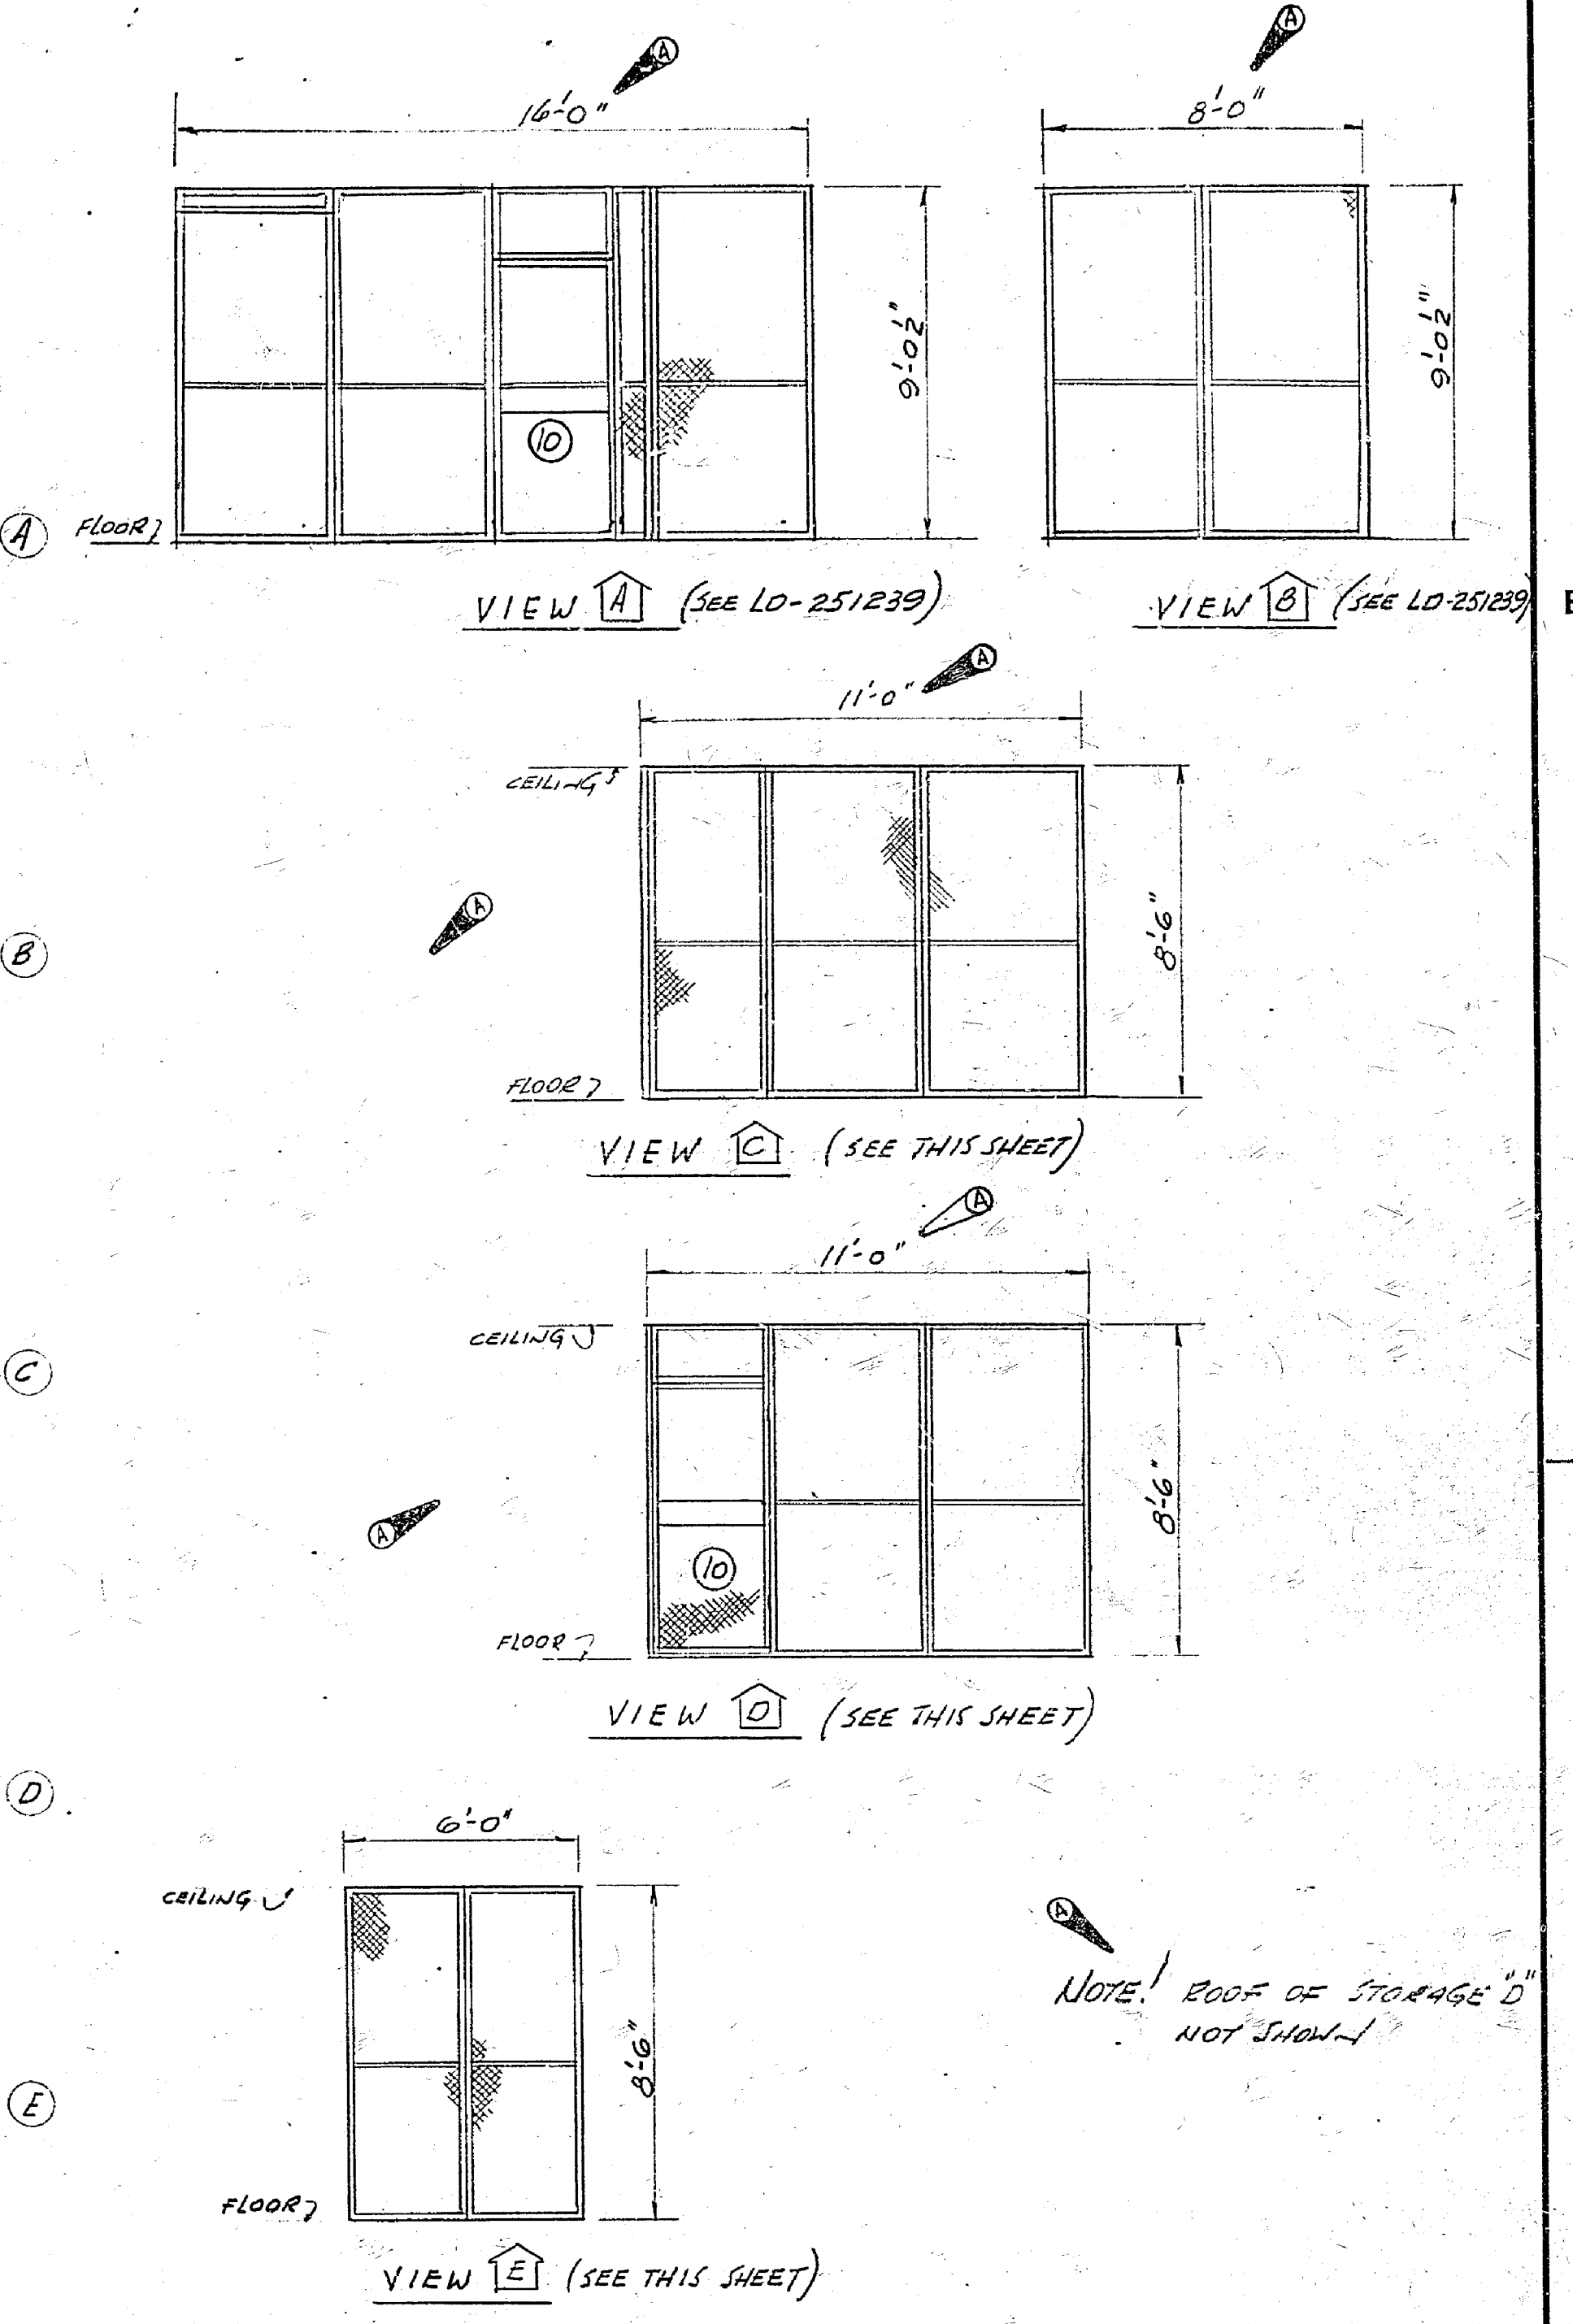 A
A
16'-0"
8'-0"
9'-0½"
9'-0½"
10
A FLOOR
VIEW A (SEE LO-251239)
VIEW B (SEE LO-251239)
A
11'-0"
CEILING
A
8'-6"
B
FLOOR
VIEW C (SEE THIS SHEET)
A
11'-0"
CEILING
C
8'-6"
A
10
FLOOR
VIEW D (SEE THIS SHEET)
D
6'-0"
CEILING
A
NOTE! ROOF OF STORAGE "D"
NOT SHOWN
8'-6"
E
FLOOR
VIEW E (SEE THIS SHEET)